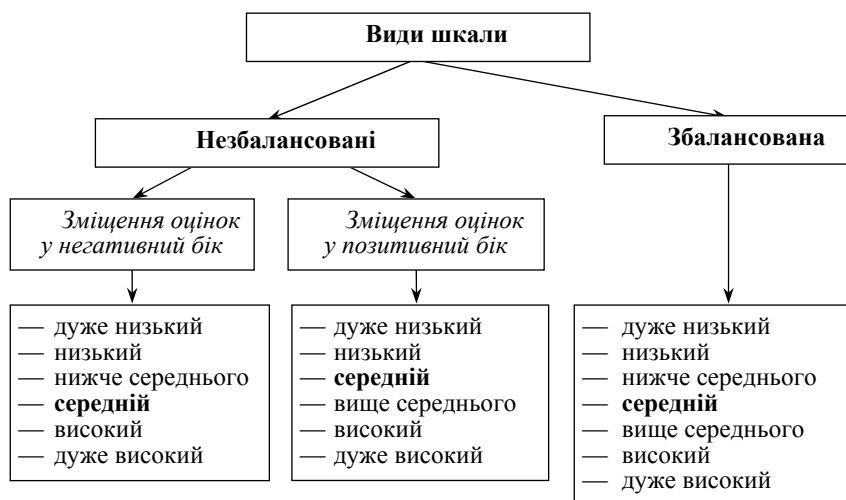 Види шкали
Незбалансовані
Збалансована
Зміщення оцінок
у негативний бік
Зміщення оцінок
у позитивний бік
— дуже низький
— низький
— нижче середнього
— середній
— високий
— дуже високий
— дуже низький
— низький
— середній
— вище середнього
— високий
— дуже високий
— дуже низький
— низький
— нижче середнього
— середній
— вище середнього
— високий
— дуже високий